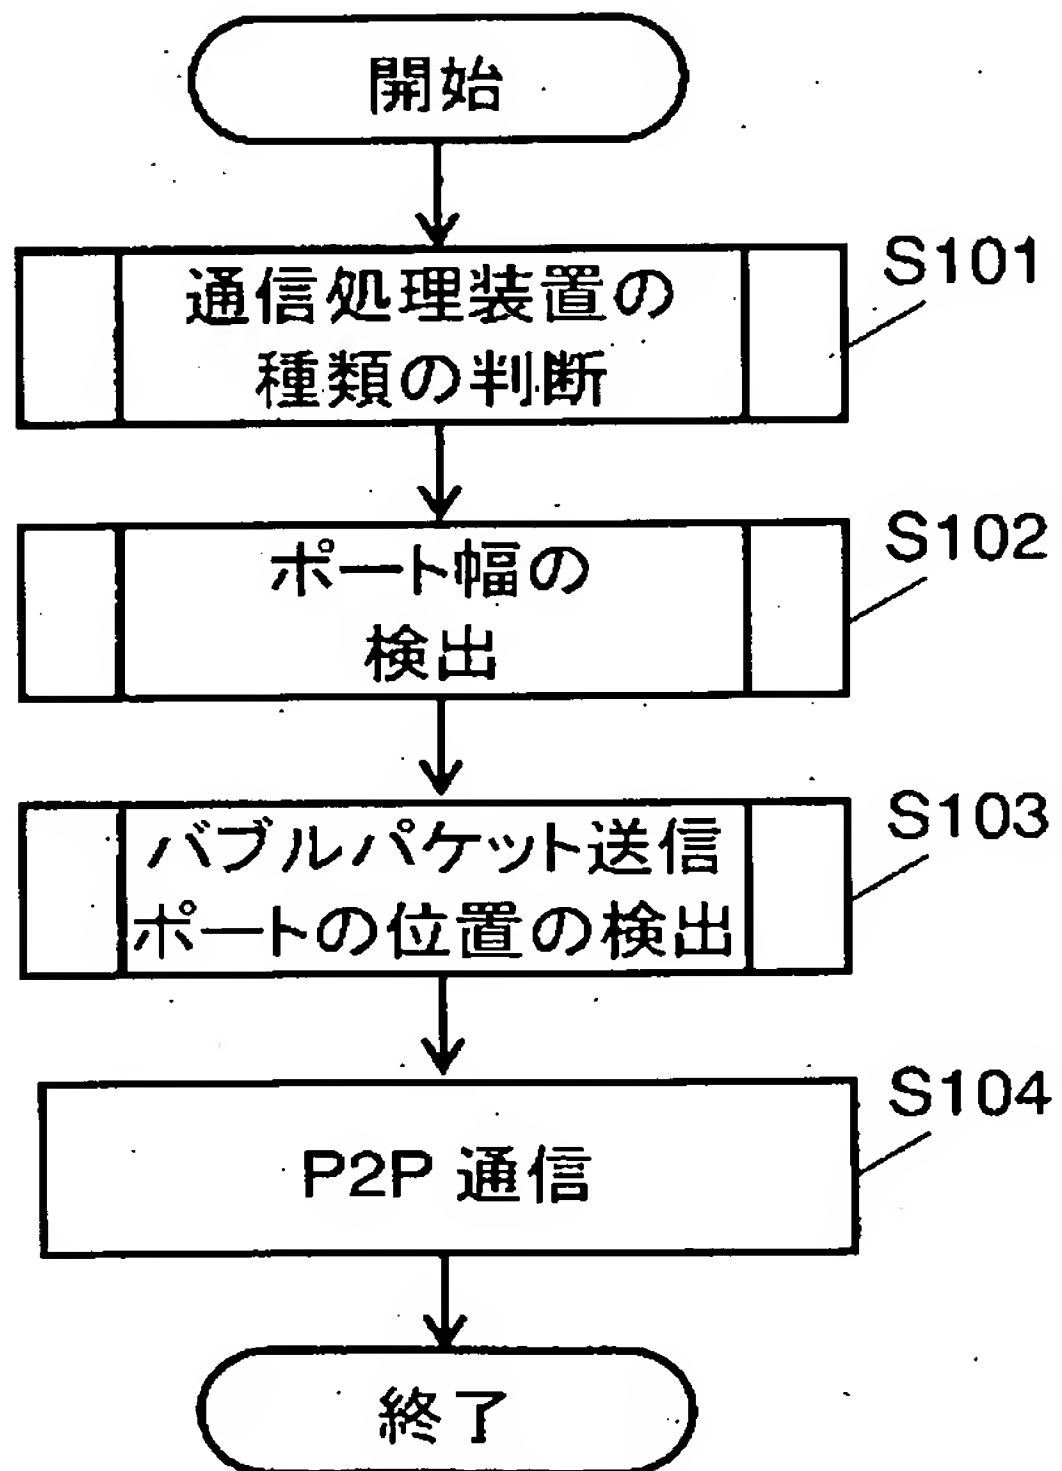 開始
通信処理装置の
種類の判断
S101
ポート幅の
検出
S102
バブルパケット送信
ポートの位置の検出
S103
P2P 通信
S104
終了